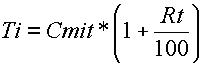 Ti = Cmit * (1 + Rt/100)